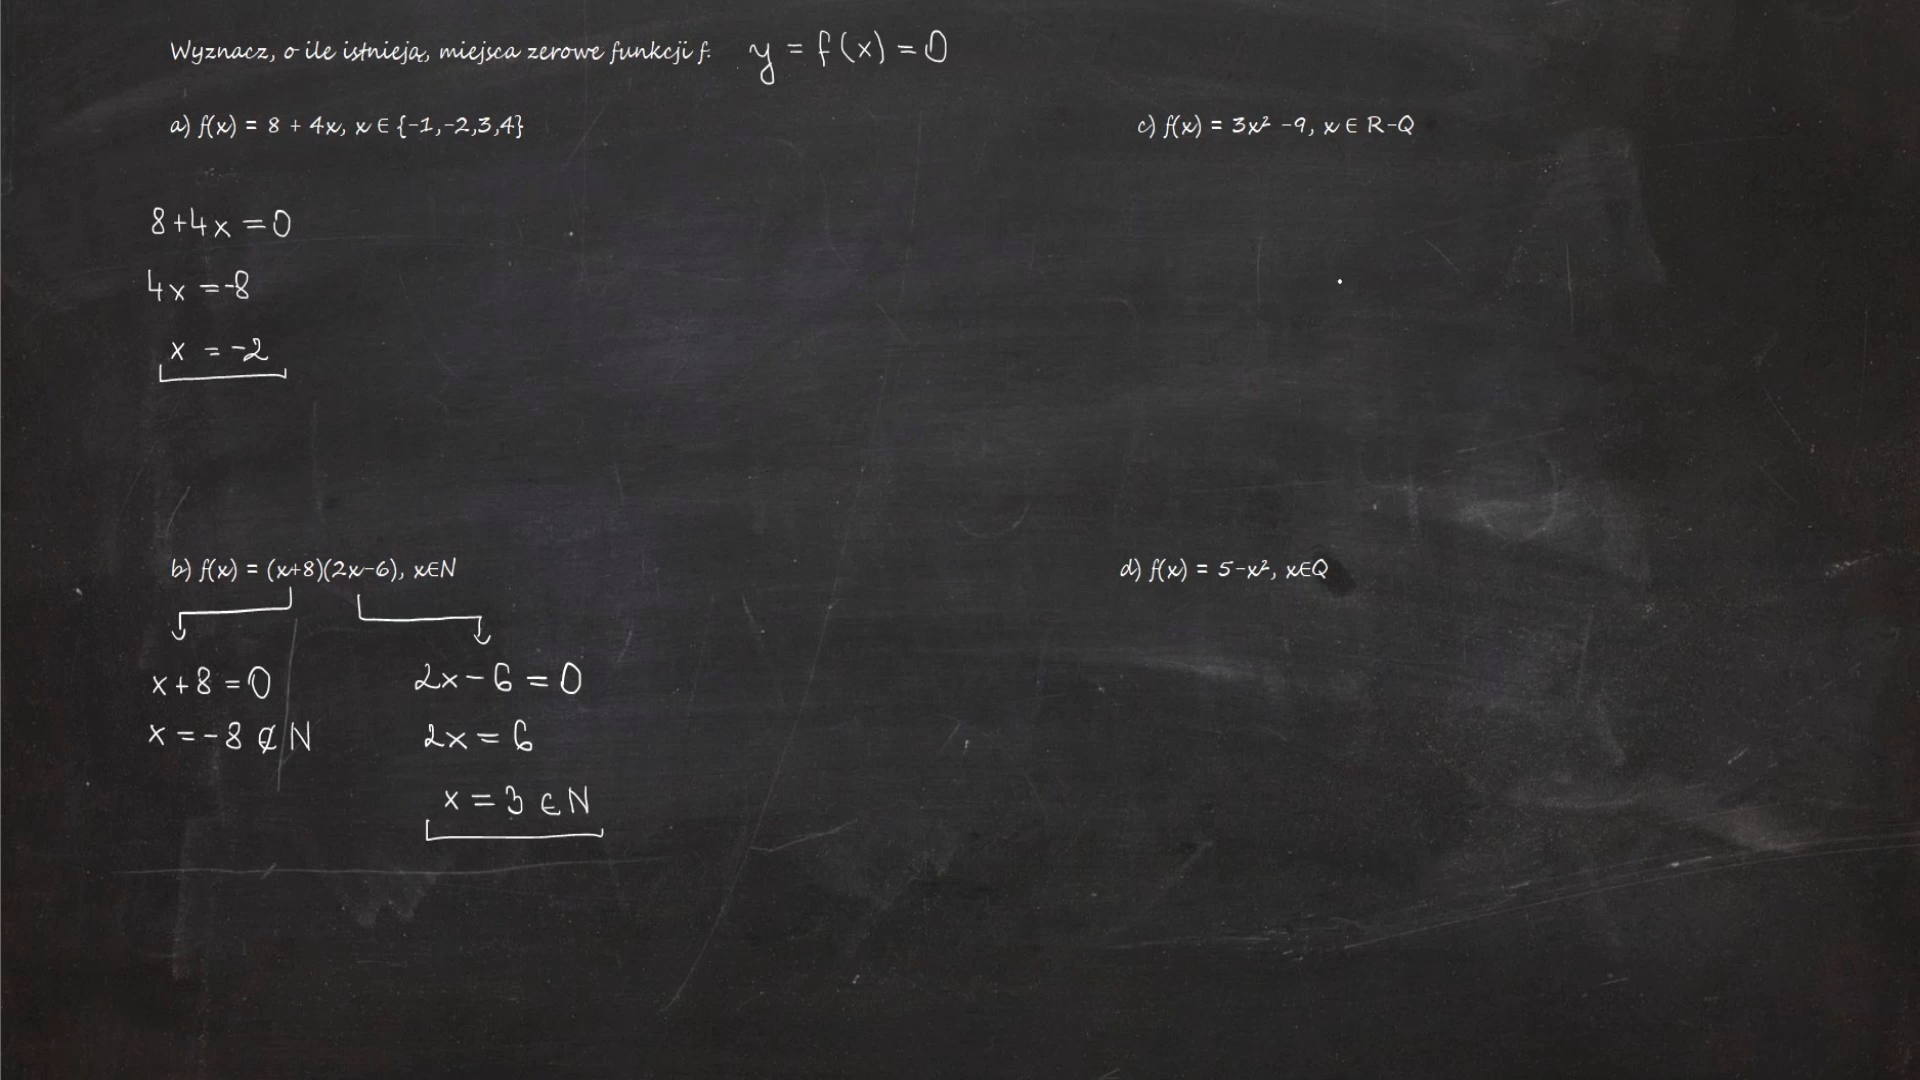 Wyznacz, o ile istnieją, miejsca zerowe funkcji f. y = f(x) = 0
a) f(x) = 8 + 4x, x ∈ {-1,-2,3,4}
8+4x = 0
4x = -8
x = -2
b) f(x) = (x+8)(2x-6), x∈N
x+8 = 0
x = -8 ∉ N
2x - 6 = 0
2x = 6
x = 3 ∈ N
c) f(x) = 3x² -9, x ∈ R-Q
d) f(x) = 5-x², x∈Q